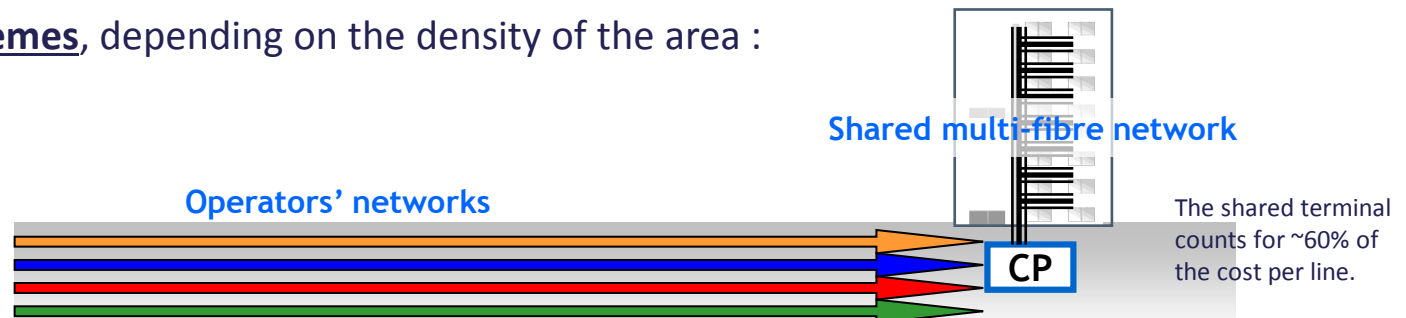 emes, depending on the density of the area :
Shared multi-fibre network
Operators' networks
The shared terminal
counts for ~60% of
the cost per line.
CP